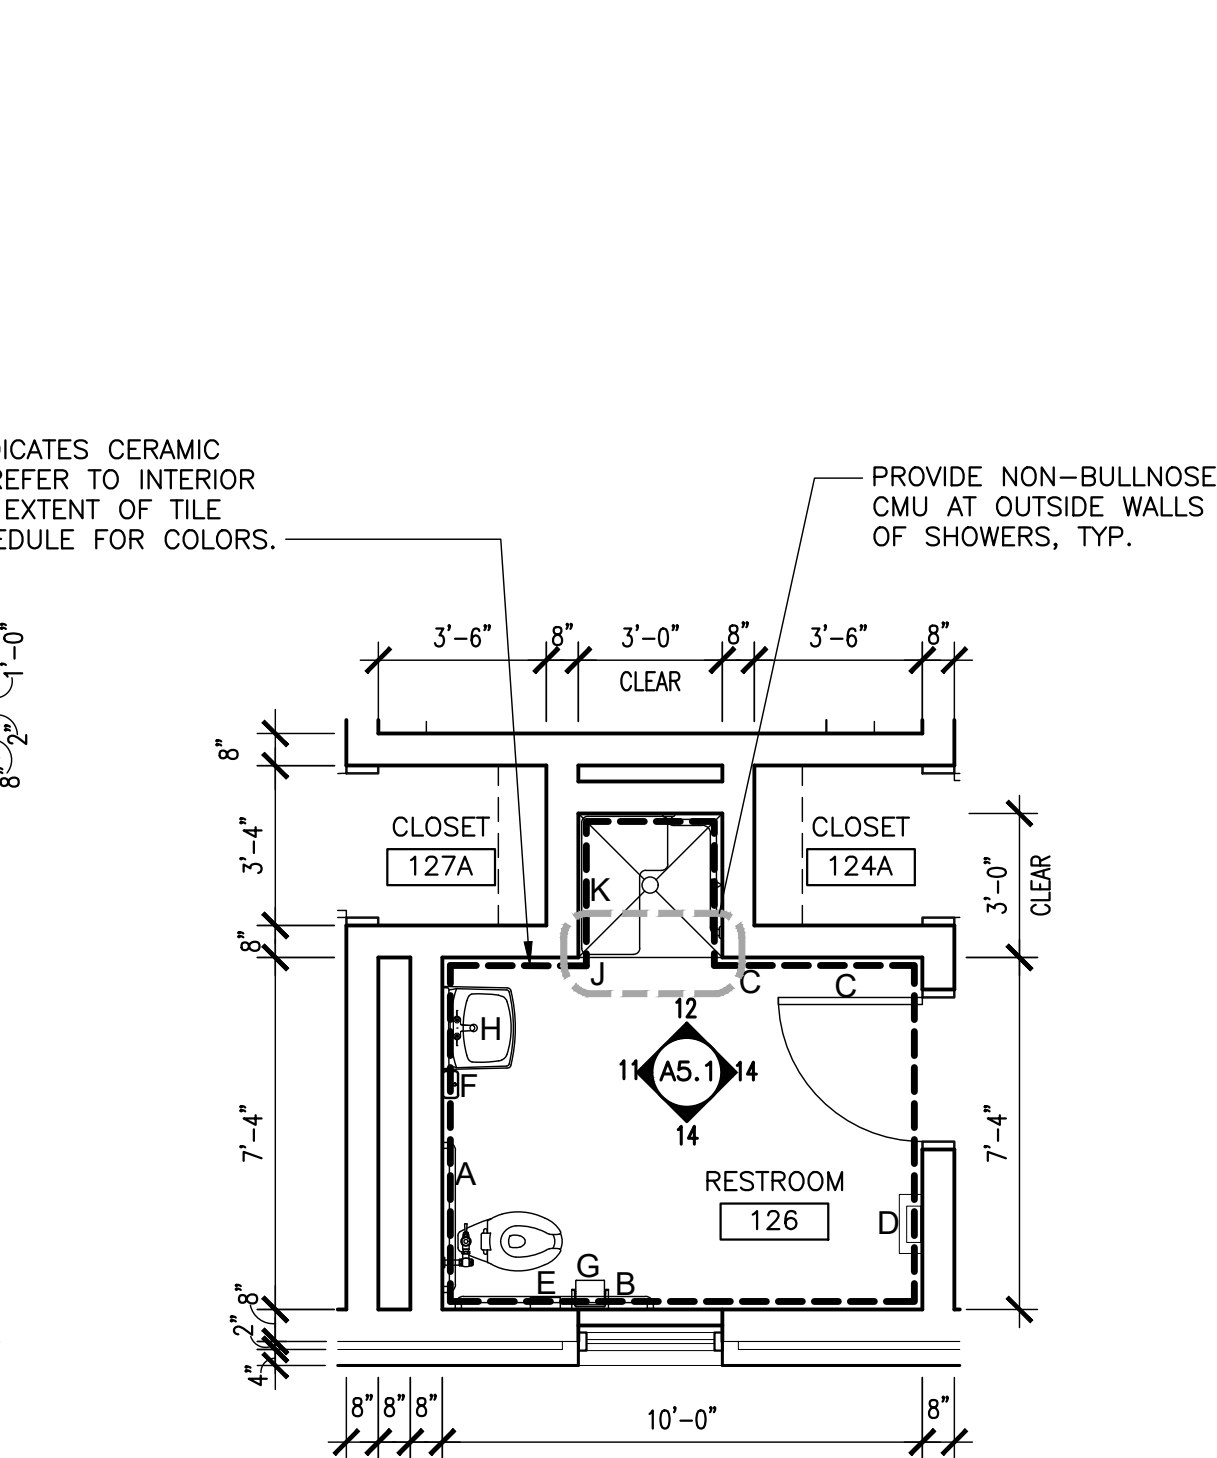 DICATES CERAMIC
REFER TO INTERIOR
EXTENT OF TILE
EDULE FOR COLORS.
PROVIDE NON-BULLNOSE
CMU AT OUTSIDE WALLS
OF SHOWERS, TYP.
1'-0"
2"
8"
3'-6"
8"
3'-0"
8"
3'-6"
8"
CLEAR
8"
3'-4"
8"
7'-4"
8"
2"
4"
CLOSET
127A
CLOSET
124A
3'-0"
CLEAR
7'-4"
K
J
C
C
H
F
12
11
A5.1
14
14
A
RESTROOM
126
D
G
E
B
8"
8"
8"
10'-0"
8"